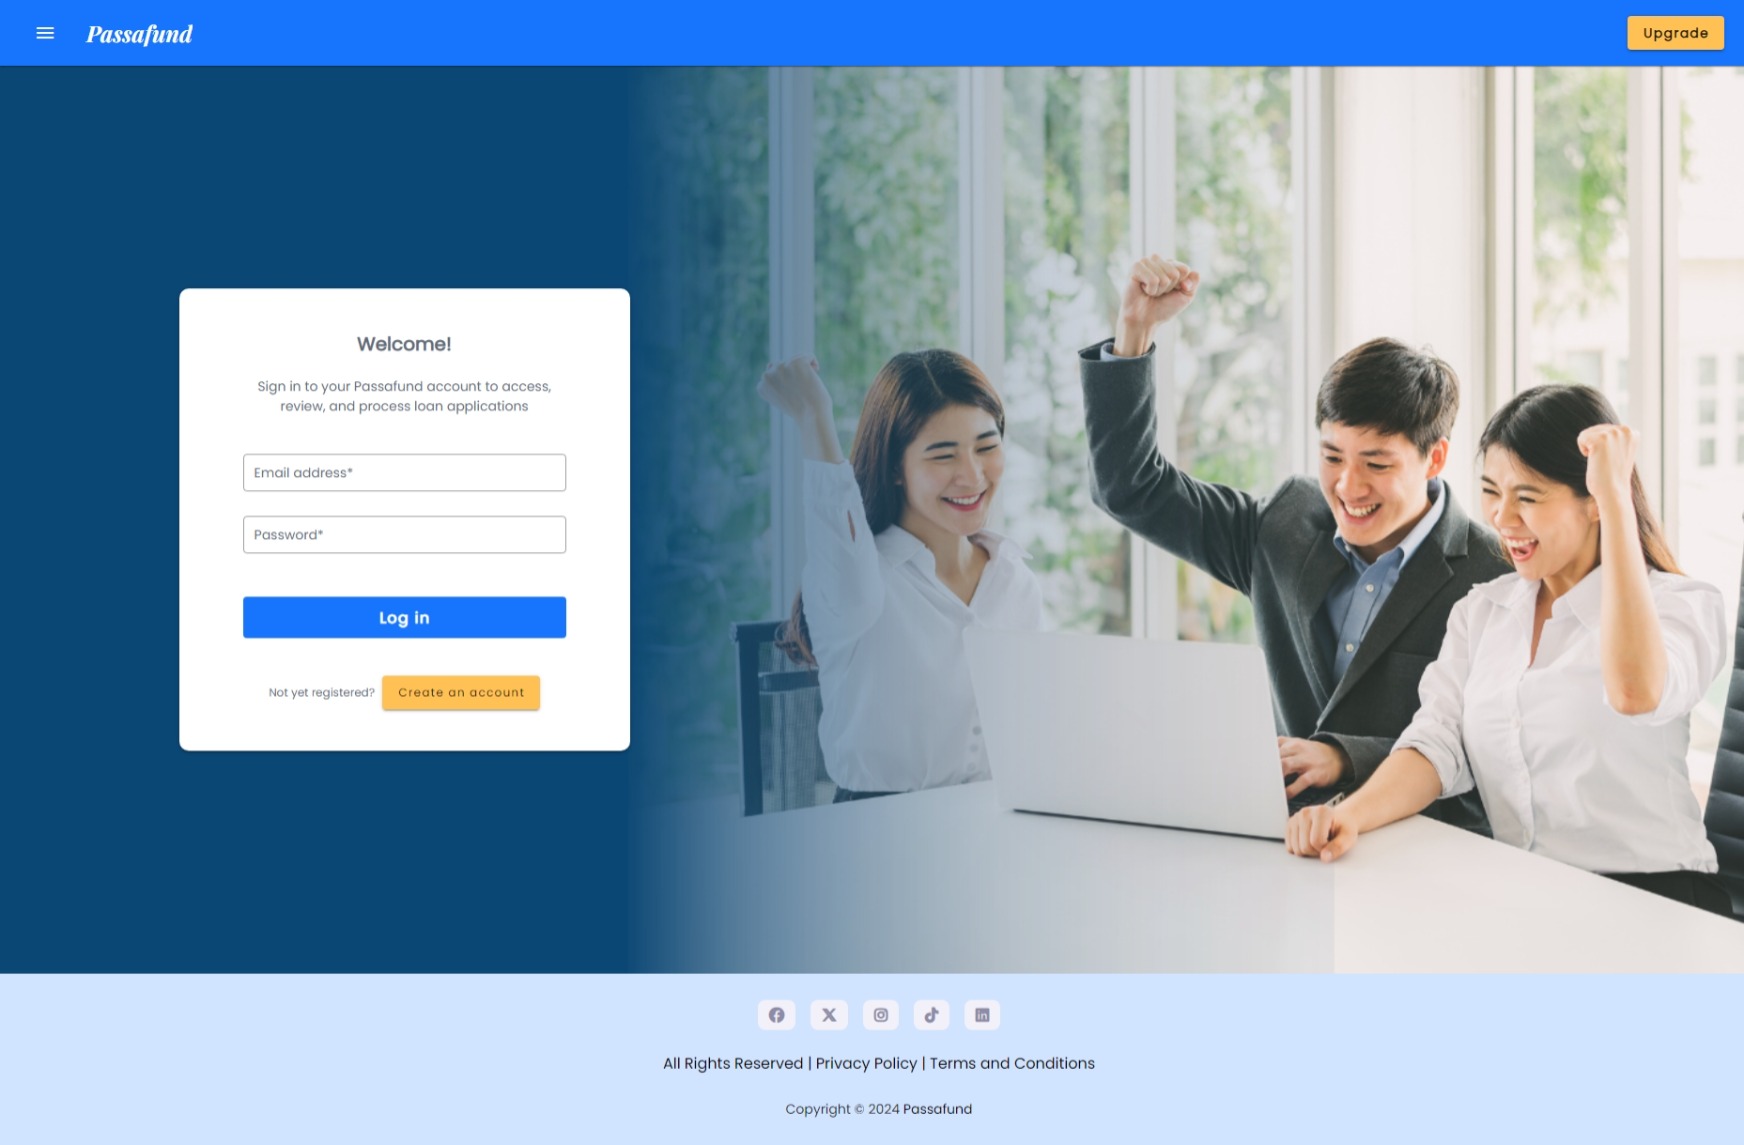 Passafund
Upgrade
Welcome!
Sign in to your Passafund account to access,
review, and process loan applications
Email address*
Password*
Log in
Not yet registered?
Create an account
All Rights Reserved | Privacy Policy | Terms and Conditions
Copyright © 2024 Passafund